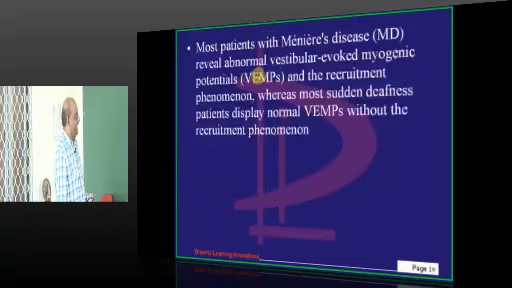 • Most patients with Ménière's disease (MD)
reveal abnormal vestibular-evoked myogenic
potentials (VEMPs) and the recruitment
phenomenon, whereas most sudden deafness
patients display normal VEMPs without the
recruitment phenomenon
Page 19